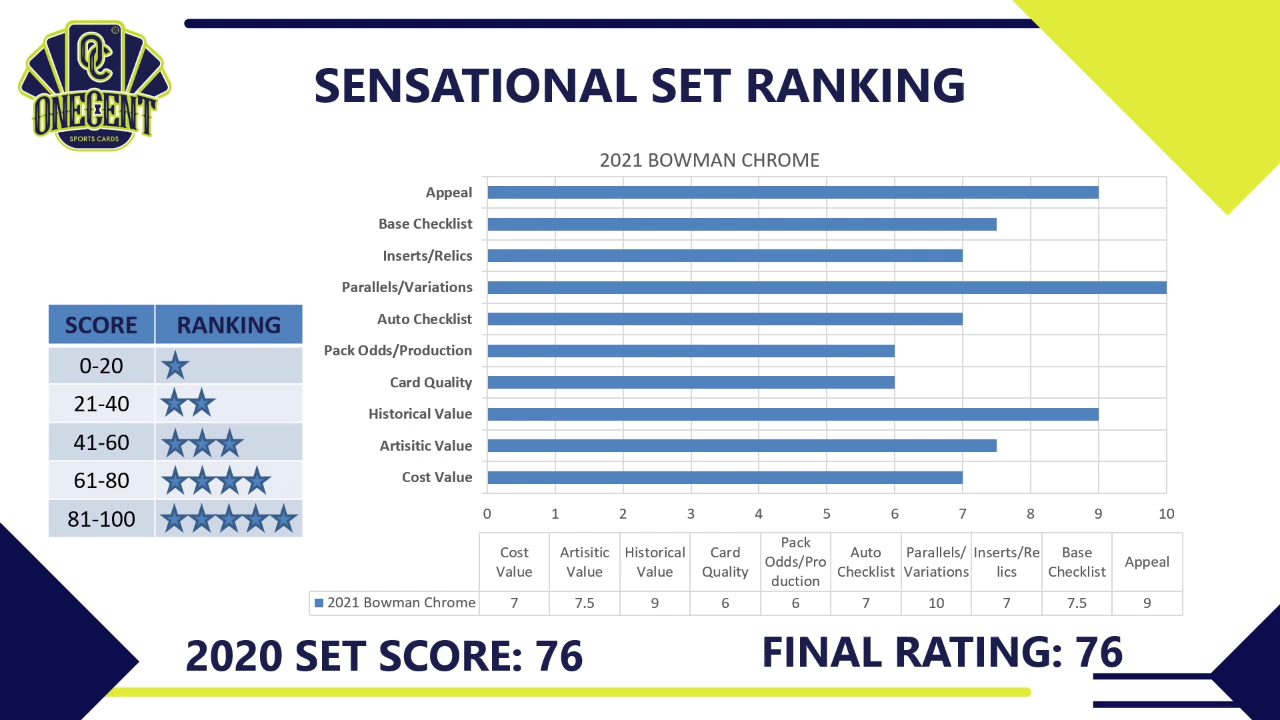 OC
ONECENT
SPORTS CARDS
SENSATIONAL SET RANKING
2021 BOWMAN CHROME
Appeal
Base Checklist
Inserts/Relics
Parallels/Variations
Auto Checklist
Pack Odds/Production
Card Quality
Historical Value
Artisitic Value
Cost Value
0 1 2 3 4 5 6 7 8 9 10
SCORE RANKING
0-20
21-40
41-60
61-80
81-100
Cost Value Artisitic Value Historical Value Card Quality Pack Odds/Production Auto Checklist Parallels/Variations Inserts/Relics Base Checklist Appeal
2021 Bowman Chrome 7 7.5 9 6 6 7 10 7 7.5 9
2020 SET SCORE: 76
FINAL RATING: 76